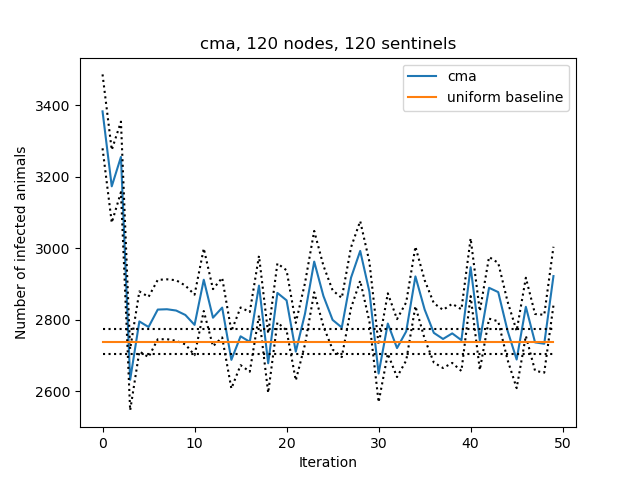 cma, 120 nodes, 120 sentinels
cma
uniform baseline
Number of infected animals
3400
3200
3000
2800
2600
0
10
20
30
40
50
Iteration